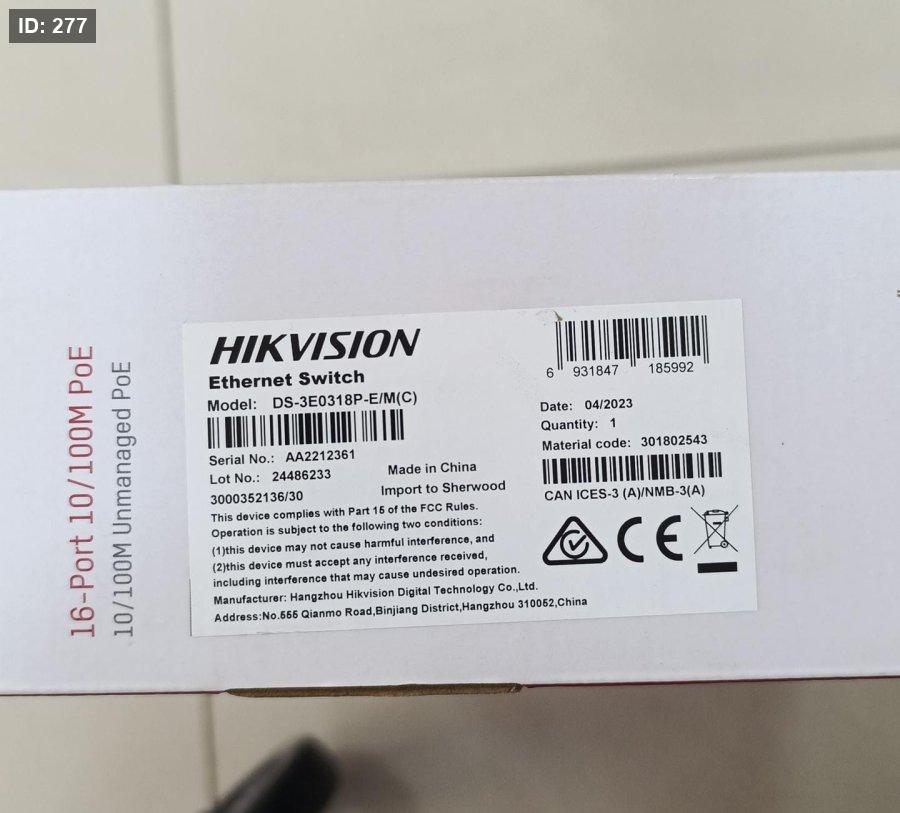 ID: 277
16-Port 10/100M PoE
10/100M Unmanaged PoE
HIKVISION
Ethernet Switch
Model: DS-3E0318P-E/M(C)
Serial No.: AA2212361
Lot No.: 24486233
3000352136/30
Made in China
Import to Sherwood
6 931847 185992
Date: 04/2023
Quantity: 1
Material code: 301802543
CAN ICES-3 (A)/NMB-3(A)
This device complies with Part 15 of the FCC Rules.
Operation is subject to the following two conditions:
(1)this device may not cause harmful interference, and
(2)this device must accept any interference received,
including interference that may cause undesired operation.
Manufacturer: Hangzhou Hikvision Digital Technology Co.,Ltd.
Address:No.555 Qianmo Road,Binjiang District,Hangzhou 310052,China
CE